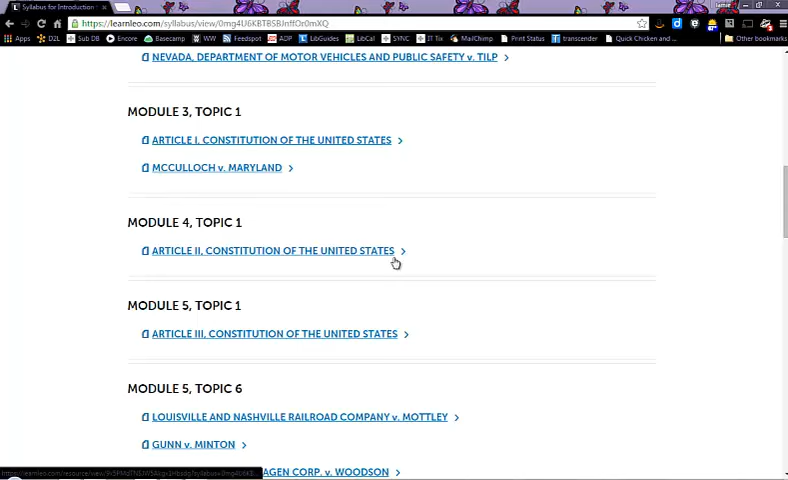 Syllabus for Introduction
https://learnleo.com/syllabus/view/
Apps D2L Sub DB Encore Basecamp WW Feedspot ADP LibGuides LibCal SYNC IT Tix MailChimp Print Status transcender Quick Chicken and ... Other bookmarks
NEVADA, DEPARTMENT OF MOTOR VEHICLES AND PUBLIC SAFETY v. TILP
MODULE 3, TOPIC 1
ARTICLE I, CONSTITUTION OF THE UNITED STATES
MCCULLOCH v. MARYLAND
MODULE 4, TOPIC 1
ARTICLE II, CONSTITUTION OF THE UNITED STATES
MODULE 5, TOPIC 1
ARTICLE III, CONSTITUTION OF THE UNITED STATES
MODULE 5, TOPIC 6
LOUISVILLE AND NASHVILLE RAILROAD COMPANY v. MOTTLEY
GUNN v. MINTON
AGEN CORP. v. WOODSON